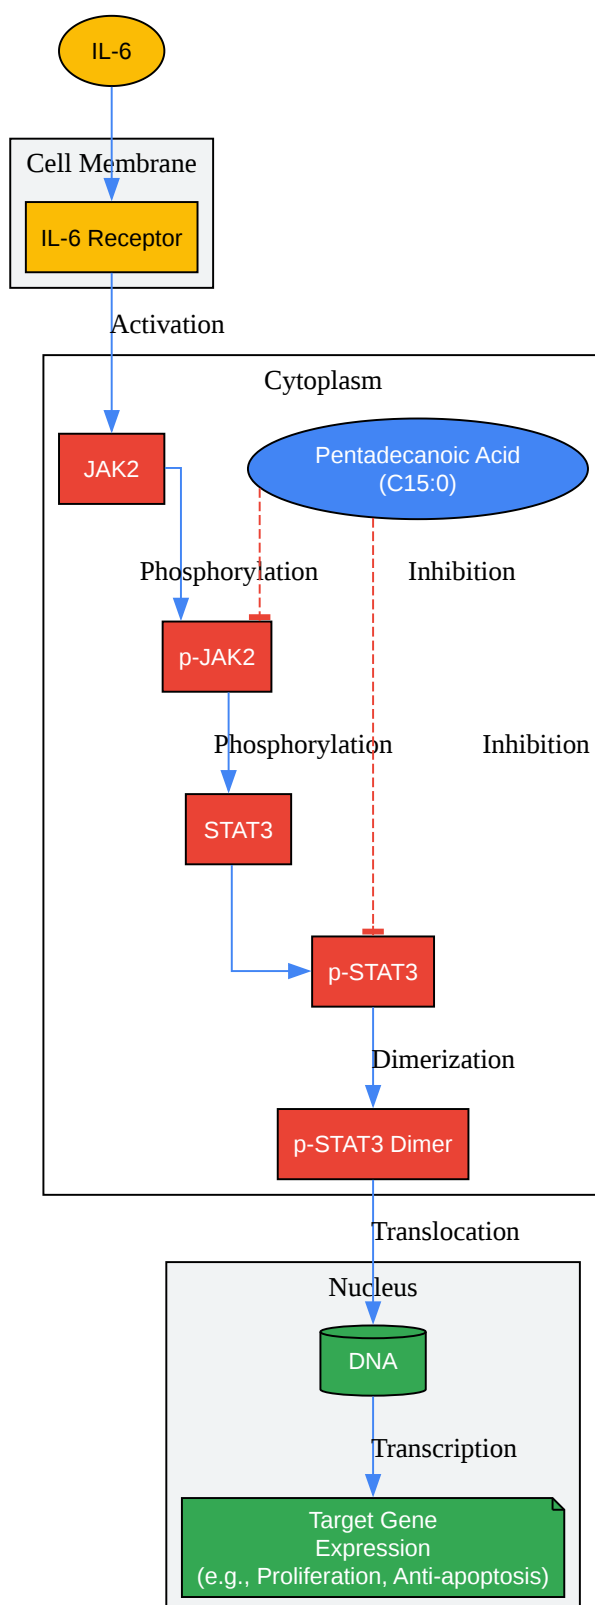 IL-6
Cell Membrane
IL-6 Receptor
Activation
Cytoplasm
JAK2
Pentadecanoic Acid
(C15:0)
Phosphorylation
Inhibition
p-JAK2
Phosphorylation
Inhibition
STAT3
p-STAT3
Dimerization
p-STAT3 Dimer
Translocation
Nucleus
DNA
Transcription
Target Gene
Expression
(e.g., Proliferation, Anti-apoptosis)